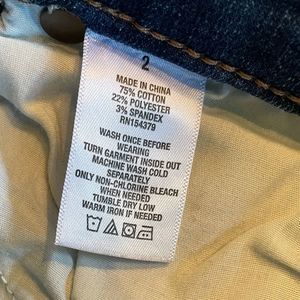 2
MADE IN CHINA
75% COTTON
22% POLYESTER
3% SPANDEX
RN154379
WASH ONCE BEFORE
WEARING
TURN GARMENT INSIDE OUT
MACHINE WASH COLD
SEPARATELY
ONLY NON-CHLORINE BLEACH
WHEN NEEDED
TUMBLE DRY LOW
WARM IRON IF NEEDED